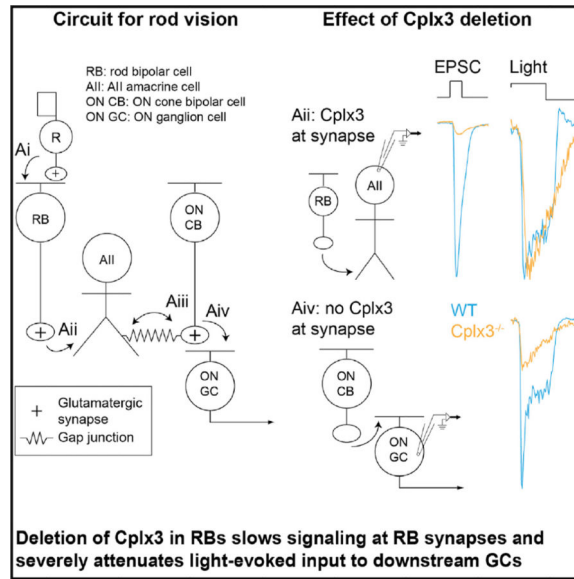 Circuit for rod vision
RB: rod bipolar cell
AII: AII amacrine cell
ON CB: ON cone bipolar cell
ON GC: ON ganglion cell
R
Ai
+
RB
ON
CB
AII
Aiii
Aiv
+
Aii
+
ON
GC
+ Glutamatergic
synapse
Gap junction
Effect of Cplx3 deletion
EPSC
Light
Aii: Cplx3
at synapse
AII
RB
Aiv: no Cplx3
at synapse
WT
Cplx3-/-
ON
CB
ON
GC
Deletion of Cplx3 in RBs slows signaling at RB synapses and
severely attenuates light-evoked input to downstream GCs